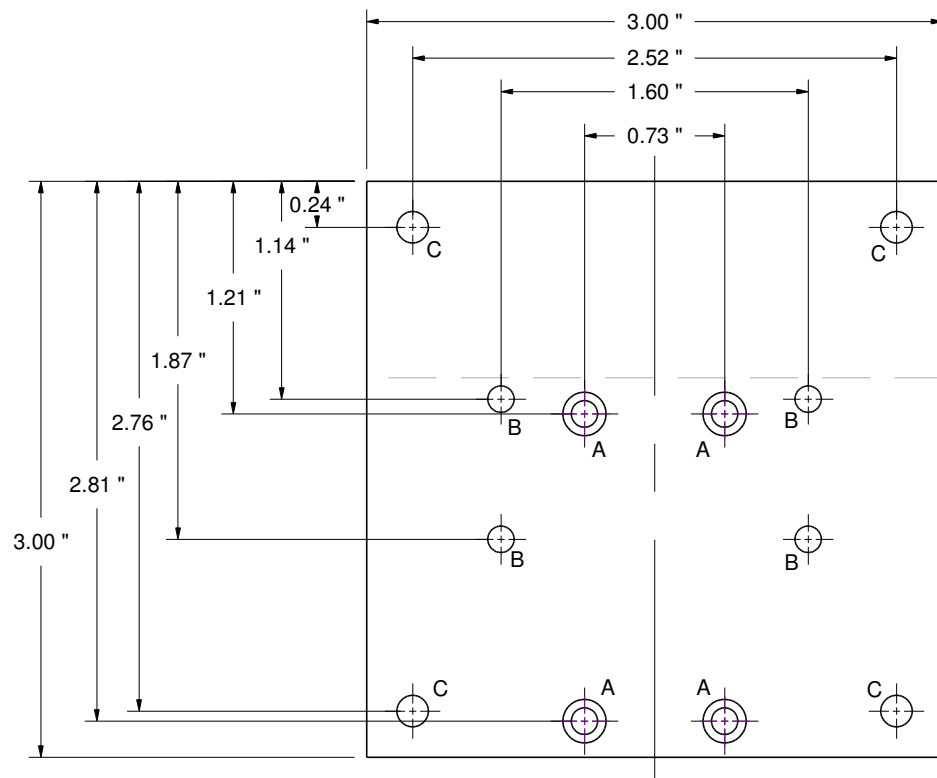 3.00 "
2.52 "
1.60 "
0.73 "
0.24 "
C
C
1.14 "
1.21 "
1.87 "
B
B
2.76 "
A
A
2.81 "
3.00 "
B
B
C
A
A
C